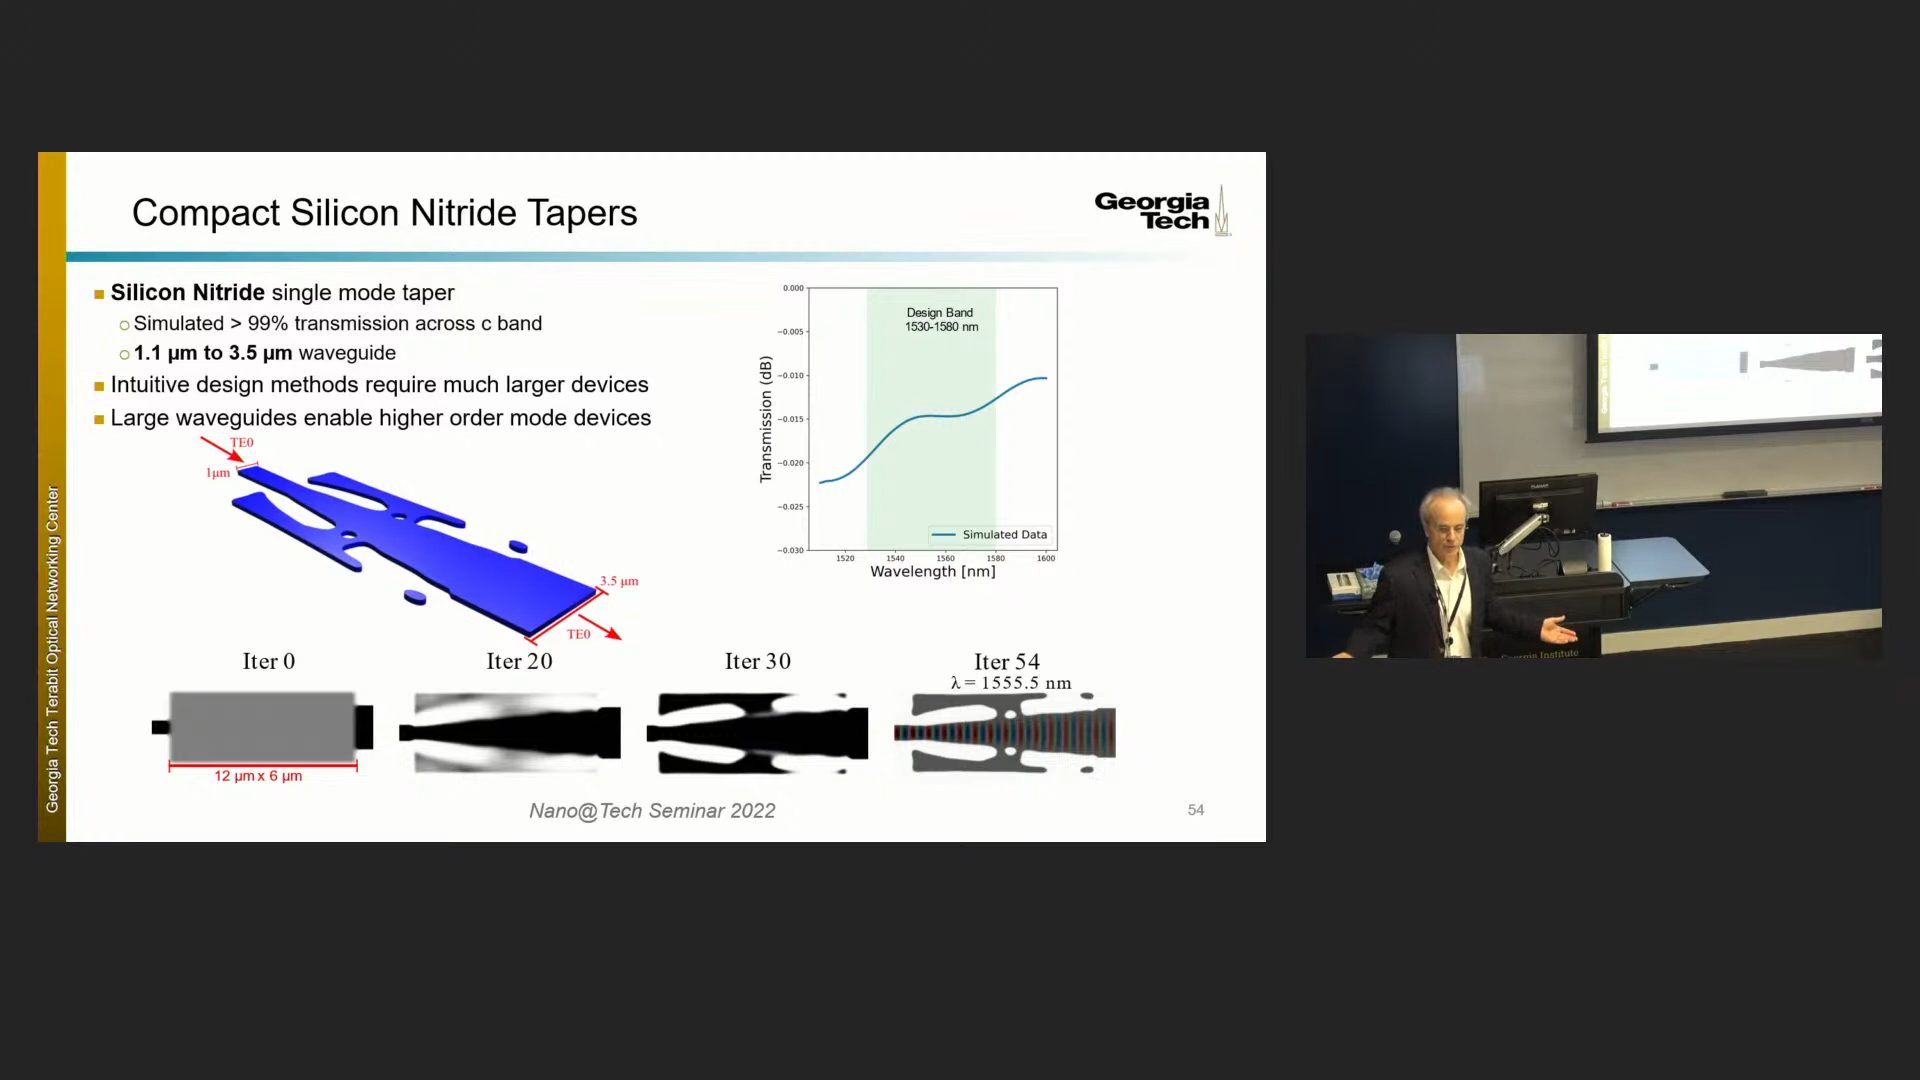 Compact Silicon Nitride Tapers
Georgia
Tech
Silicon Nitride single mode taper
Simulated > 99% transmission across c band
1.1 µm to 3.5 µm waveguide
Intuitive design methods require much larger devices
Large waveguides enable higher order mode devices
TE0
1µm
3.5 µm
TE0
0.000
−0.005
−0.010
−0.015
−0.020
−0.025
−0.030
Transmission (dB)
Design Band
1530-1580 nm
Simulated Data
1520
1540
1560
1580
1600
Wavelength [nm]
Iter 0
Iter 20
Iter 30
Iter 54
λ = 1555.5 nm
12 µm x 6 µm
Nano@Tech Seminar 2022
54
Georgia Tech Terabit Optical Networking Center
Georgia Institute